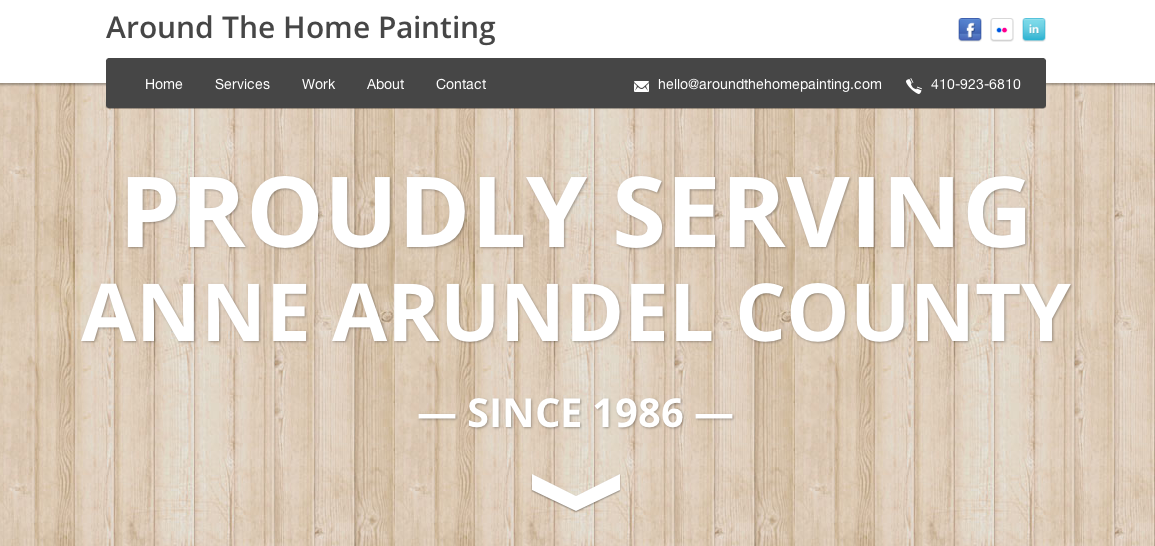 Around The Home Painting
f in
Home Services Work About Contact hello@aroundthehomepainting.com 410-923-6810
PROUDLY SERVING
ANNE ARUNDEL COUNTY
— SINCE 1986 —